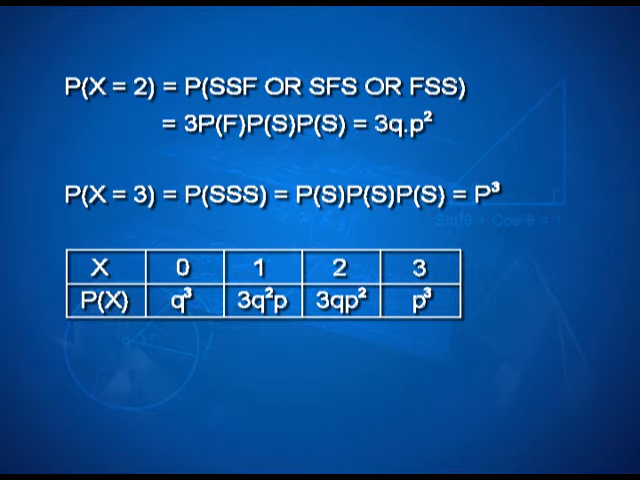 P(X = 2) = P(SSF OR SFS OR FSS)
= 3P(F)P(S)P(S) = 3q.p²
P(X = 3) = P(SSS) = P(S)P(S)P(S) = P³
X 0 1 2 3
P(X) q³ 3q²p 3qp² p³